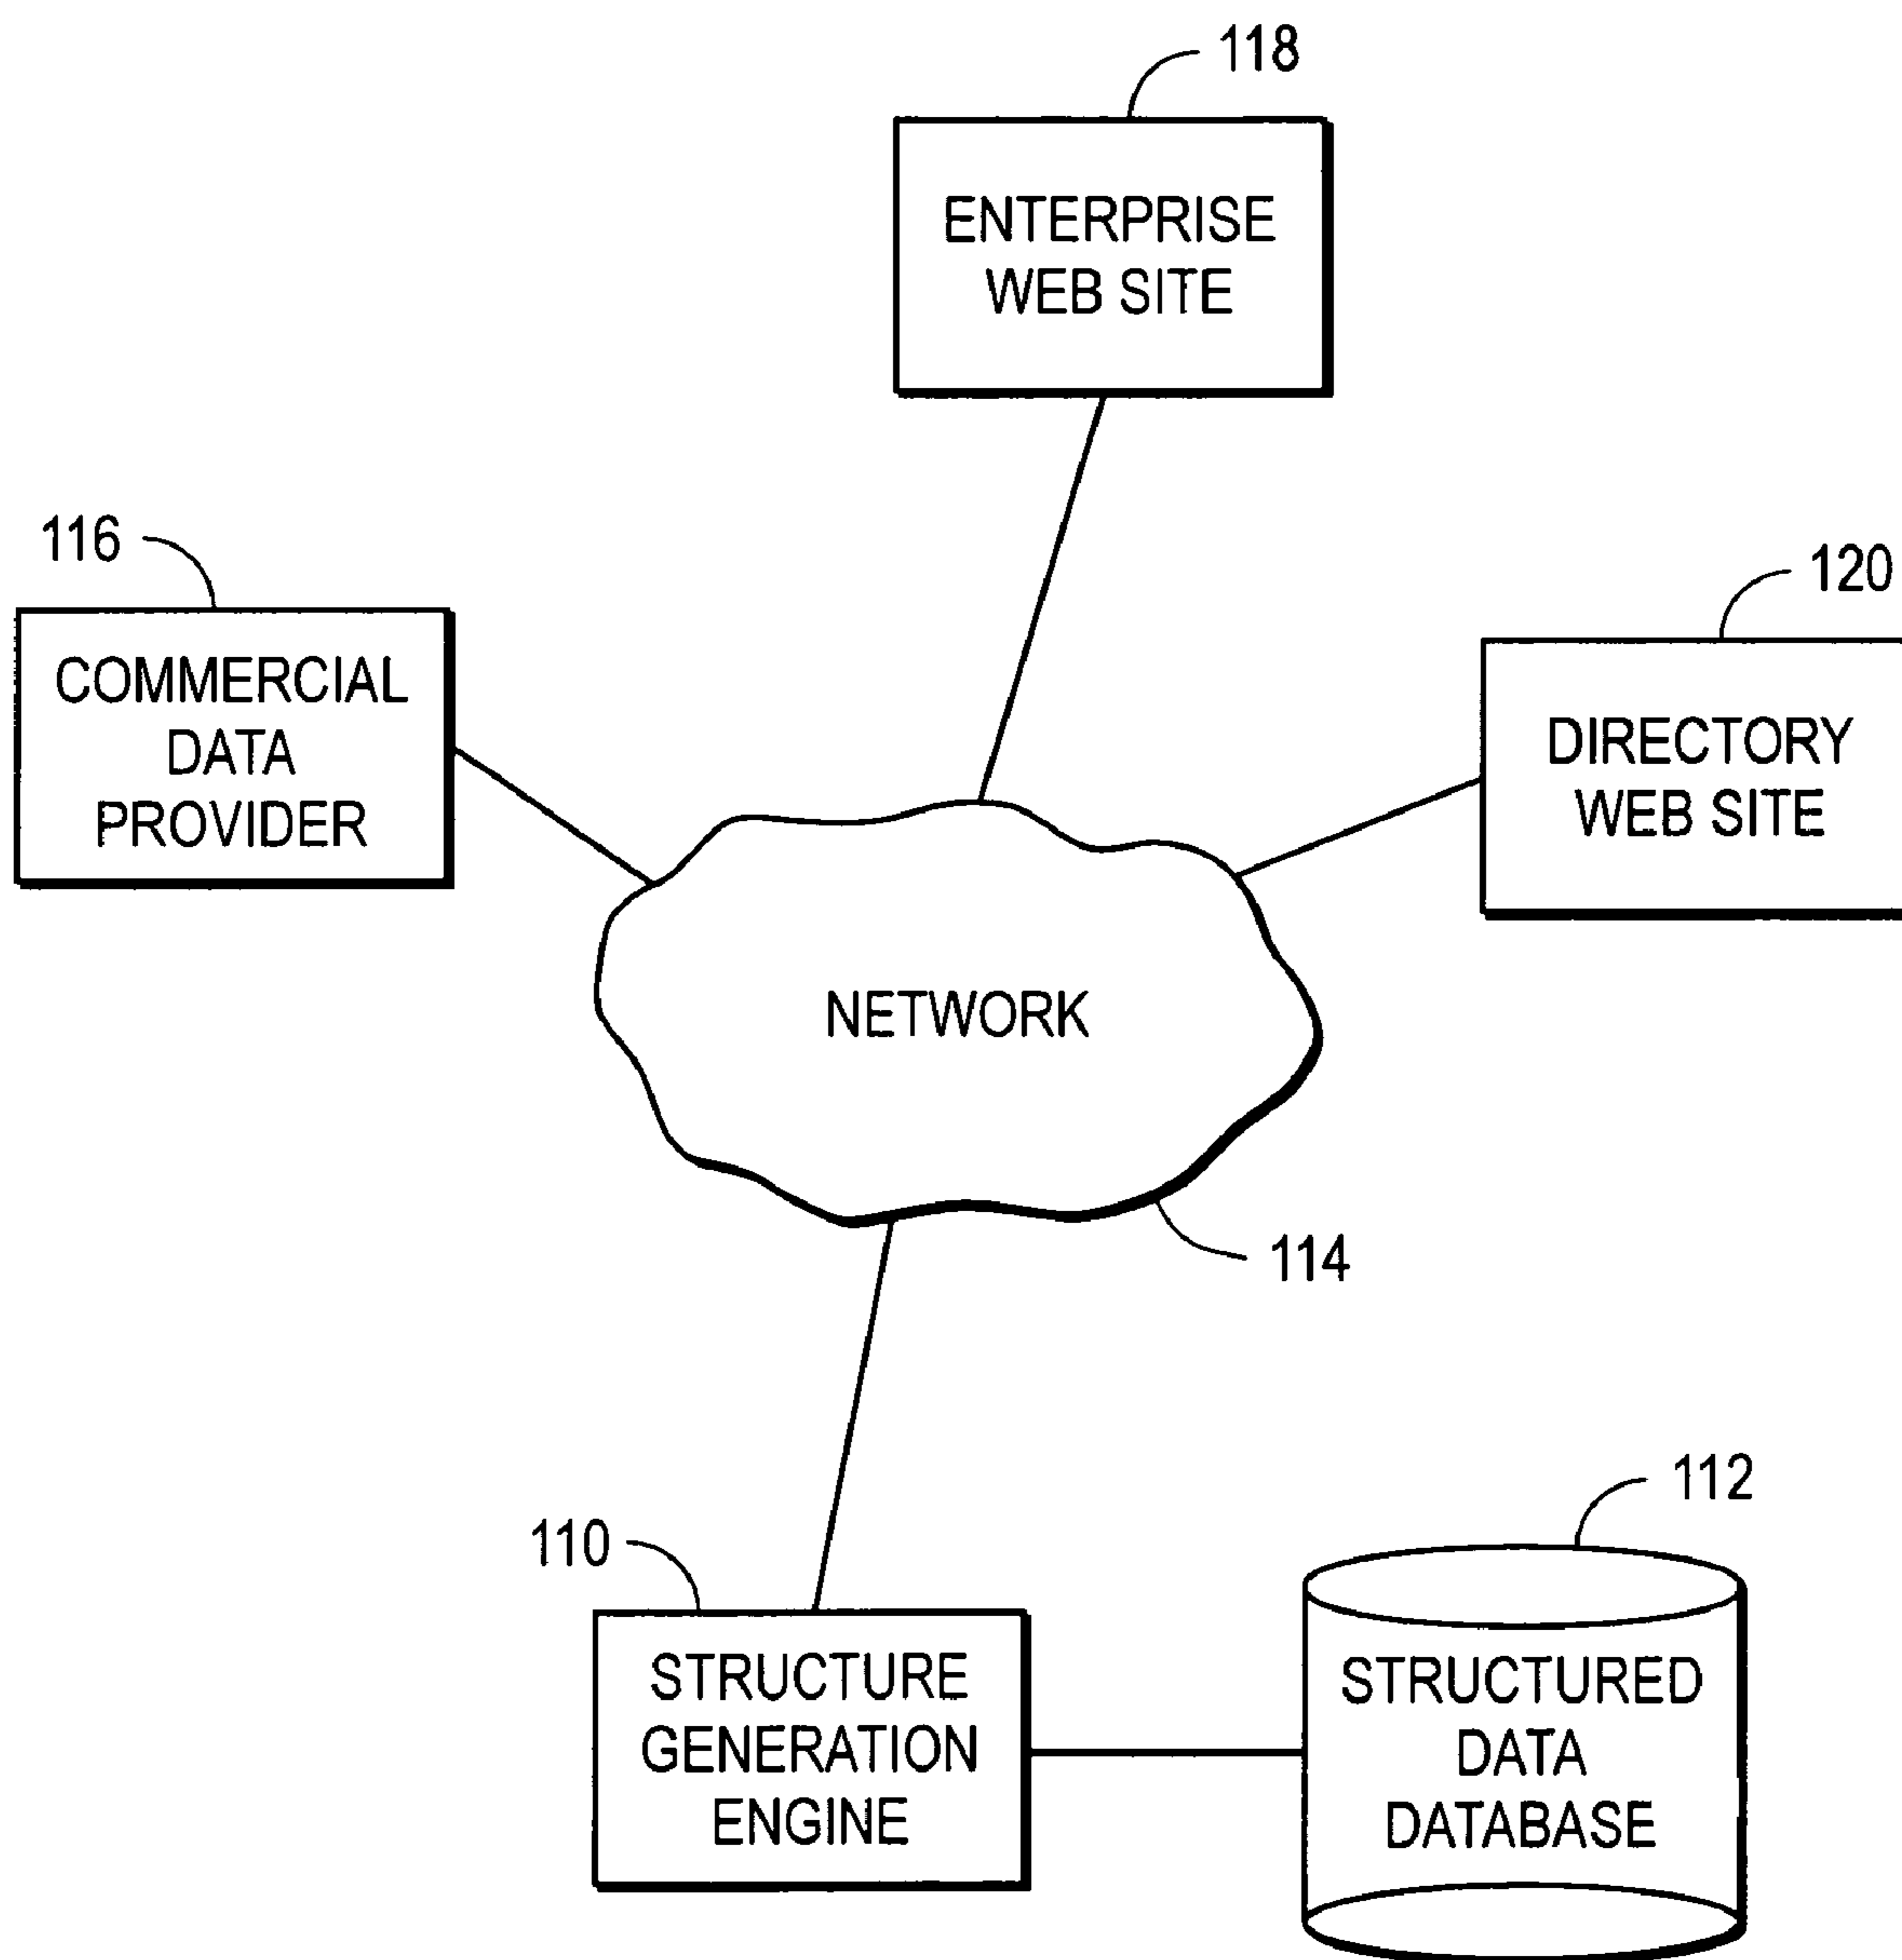 118
ENTERPRISE
WEB SITE
116
COMMERCIAL
DATA
PROVIDER
120
DIRECTORY
WEB SITE
NETWORK
114
110
STRUCTURE
GENERATION
ENGINE
112
STRUCTURED
DATA
DATABASE